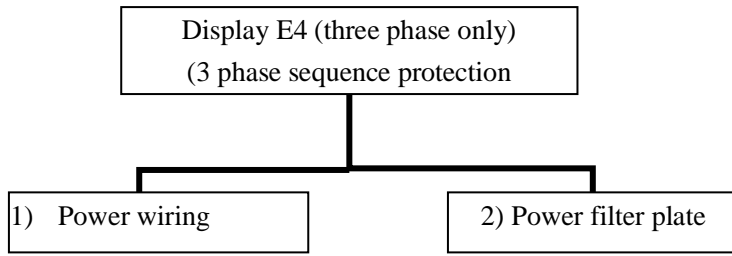 Display E4 (three phase only)
(3 phase sequence protection
1) Power wiring
2) Power filter plate